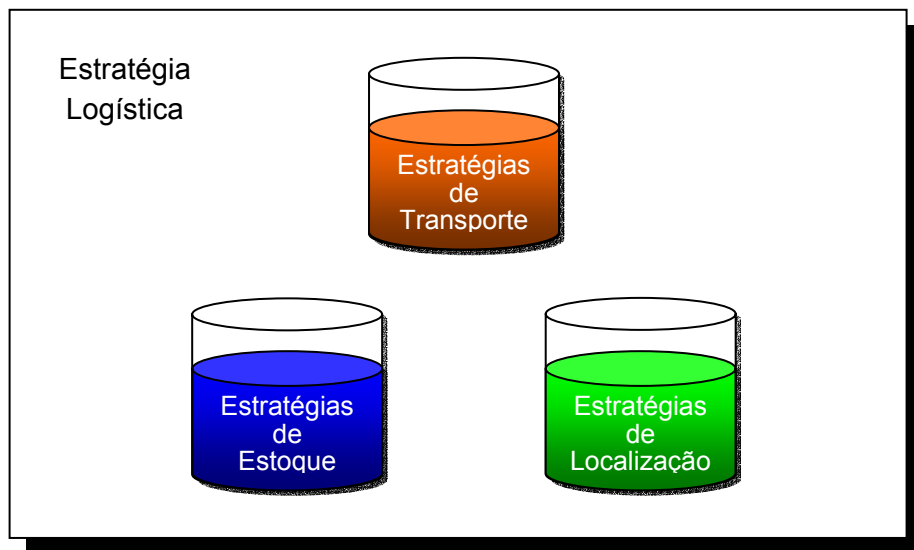 Estratégia
Logística
Estratégias
de
Transporte
Estratégias
de
Estoque
Estratégias
de
Localização